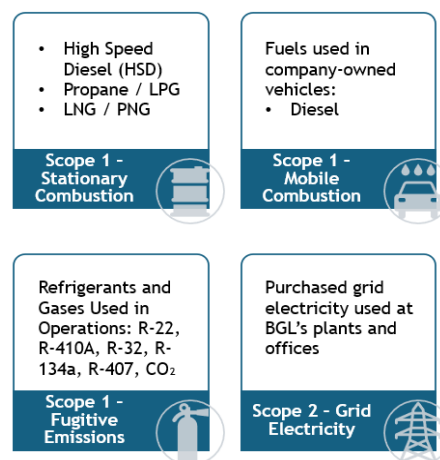 • High Speed
Diesel (HSD)
• Propane / LPG
• LNG / PNG
Scope 1 –
Stationary
Combustion
Fuels used in
company-owned
vehicles:
• Diesel
Scope 1 –
Mobile
Combustion
Refrigerants and
Gases Used in
Operations: R-22,
R-410A, R-32, R-
134a, R-407, CO₂
Scope 1 –
Fugitive
Emissions
Purchased grid
electricity used at
BGL’s plants and
offices
Scope 2 – Grid
Electricity